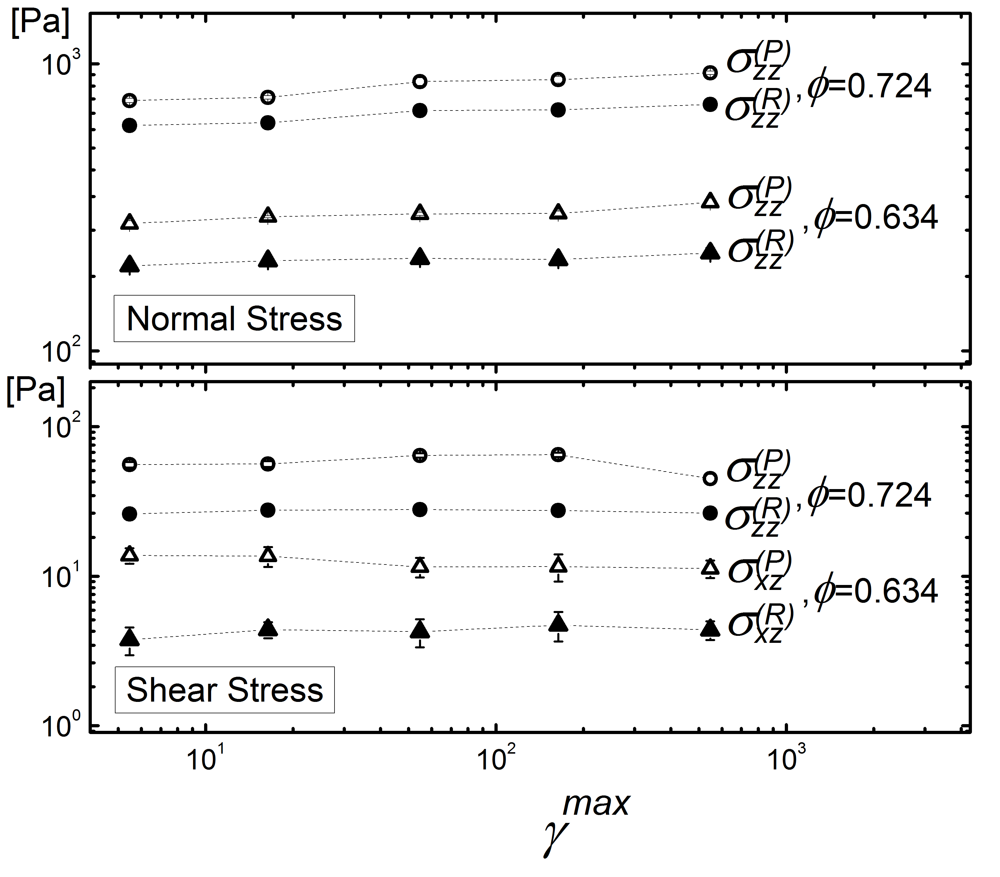 [Pa]
10³
σzz(P)
σzz(R) , ϕ=0.724
σzz(P)
σzz(R) , ϕ=0.634
Normal Stress
10²
[Pa]
10²
σzz(P)
σzz(R) , ϕ=0.724
10¹
σxz(P)
σxz(R) , ϕ=0.634
Shear Stress
10⁰
10¹ 10² 10³
γmax